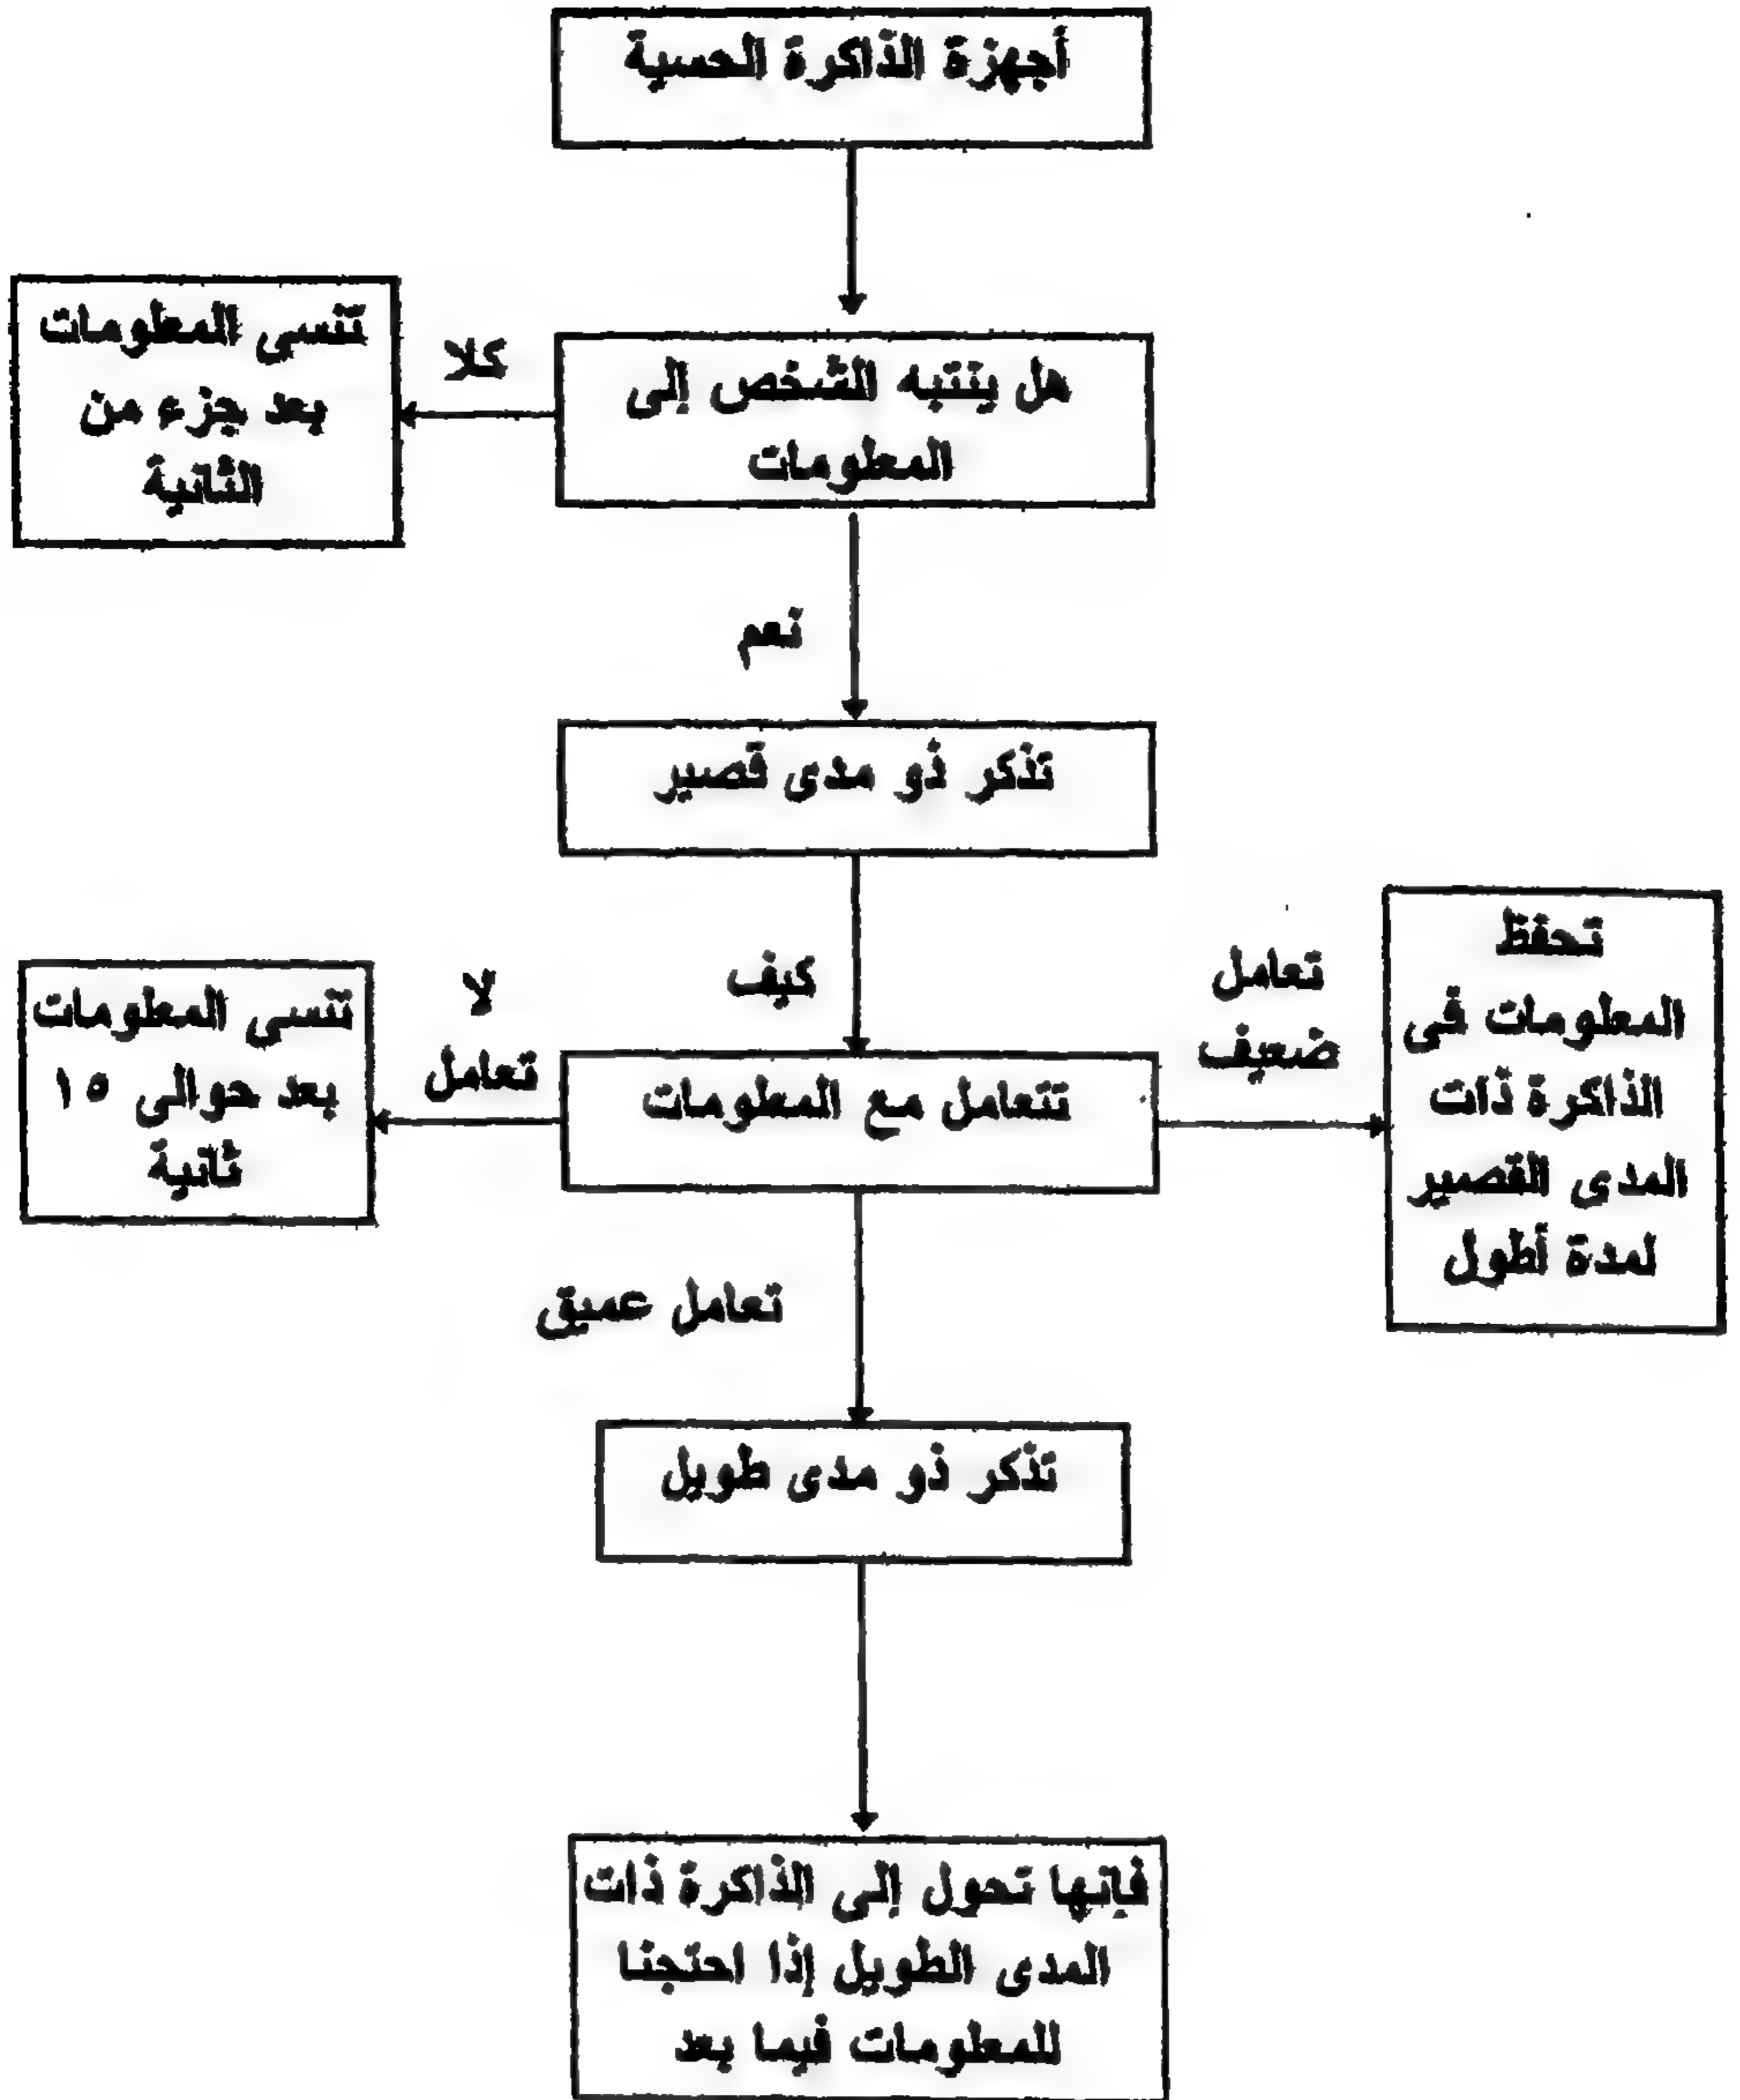 أجهزة الذاكرة الحسية
هل ينتبه الشخص إلى
المعلومات
كلا
تنسى المعلومات
بعد جزء من
الثانية
نعم
تذكر ذو مدى قصير
كيف
تتعامل مع المعلومات
تعامل
ضعيف
تحفظ
المعلومات فى
الذاكرة ذات
المدى القصير
لمدة أطول
لا
تعامل
تنسى المعلومات
بعد حوالى ١٥
ثانية
تعامل عميق
تذكر ذو مدى طويل
فإنها تحول إلى الذاكرة ذات
المدى الطويل إذا احتجنا
للمعلومات فيما بعد